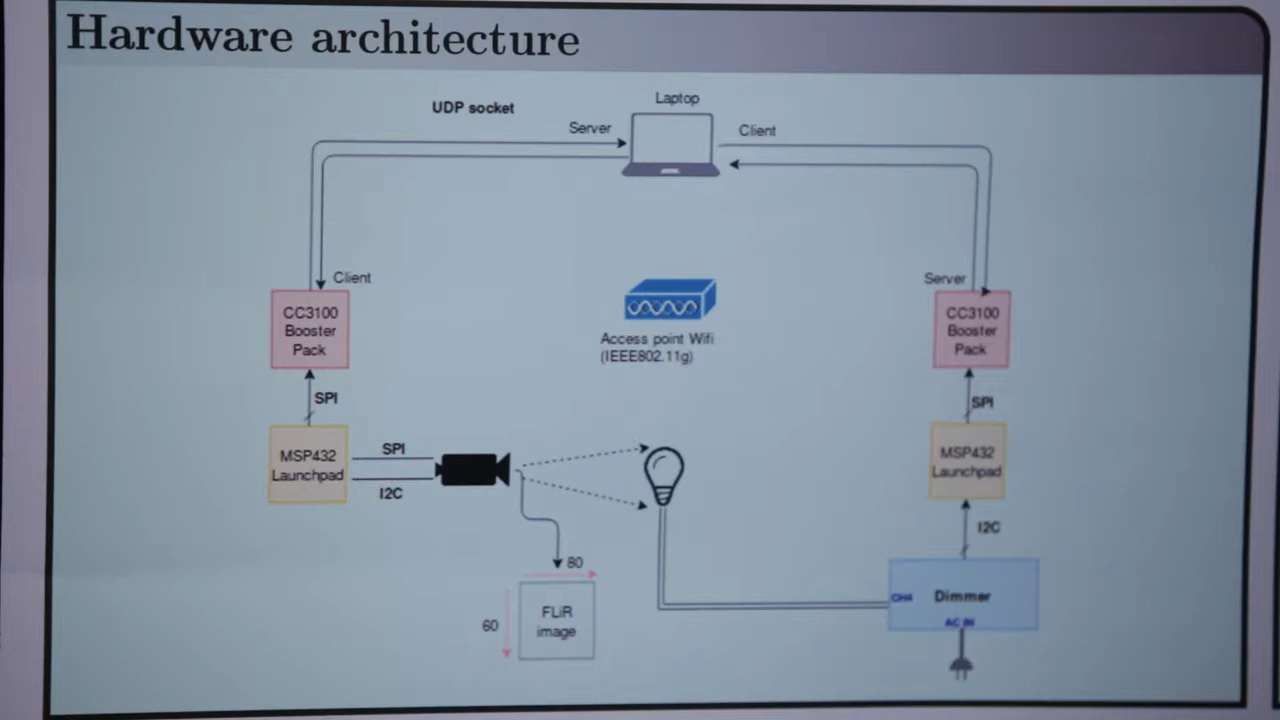 Hardware architecture
UDP socket
Laptop
Server
Client
Client
Server
CC3100
Booster
Pack
Access point Wifi
(IEEE802.11g)
CC3100
Booster
Pack
SPI
SPI
MSP432
Launchpad
SPI
I2C
MSP432
Launchpad
I2C
80
60
FLiR
image
CH4
Dimmer
AC IN